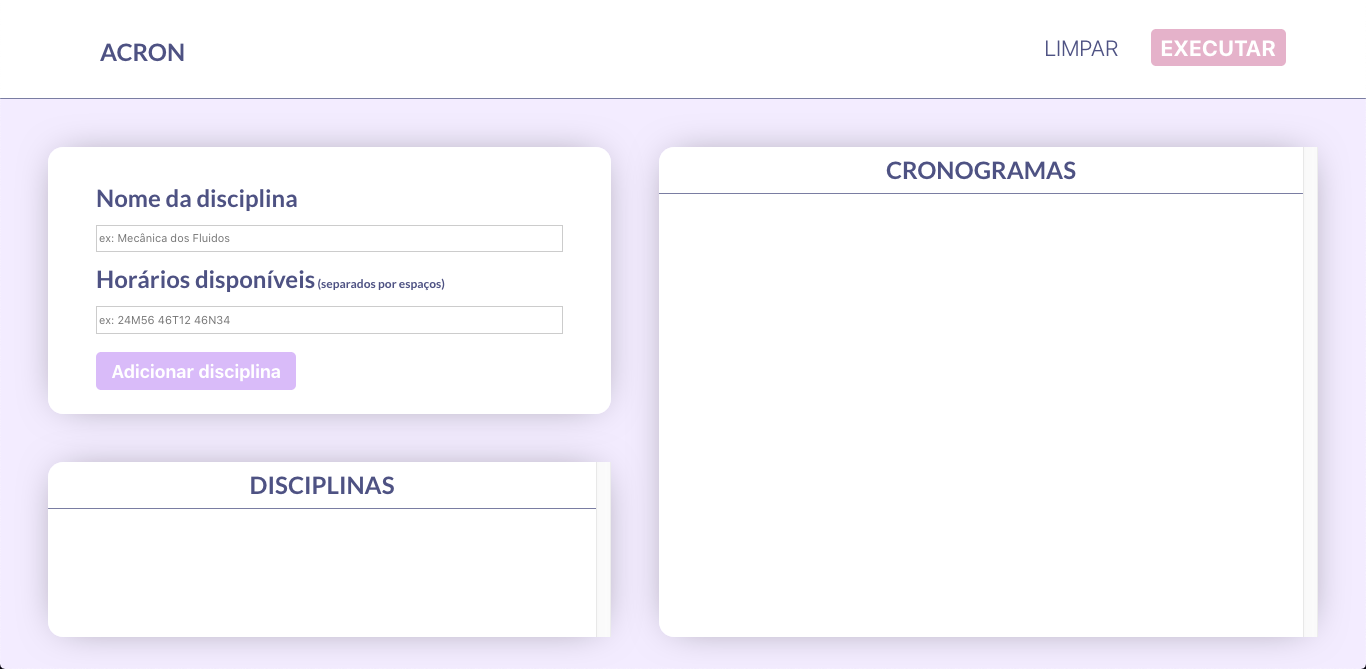 ACRON
LIMPAR
EXECUTAR
Nome da disciplina
ex: Mecânica dos Fluidos
Horários disponíveis (separados por espaços)
ex: 24M56 46T12 46N34
Adicionar disciplina
DISCIPLINAS
CRONOGRAMAS